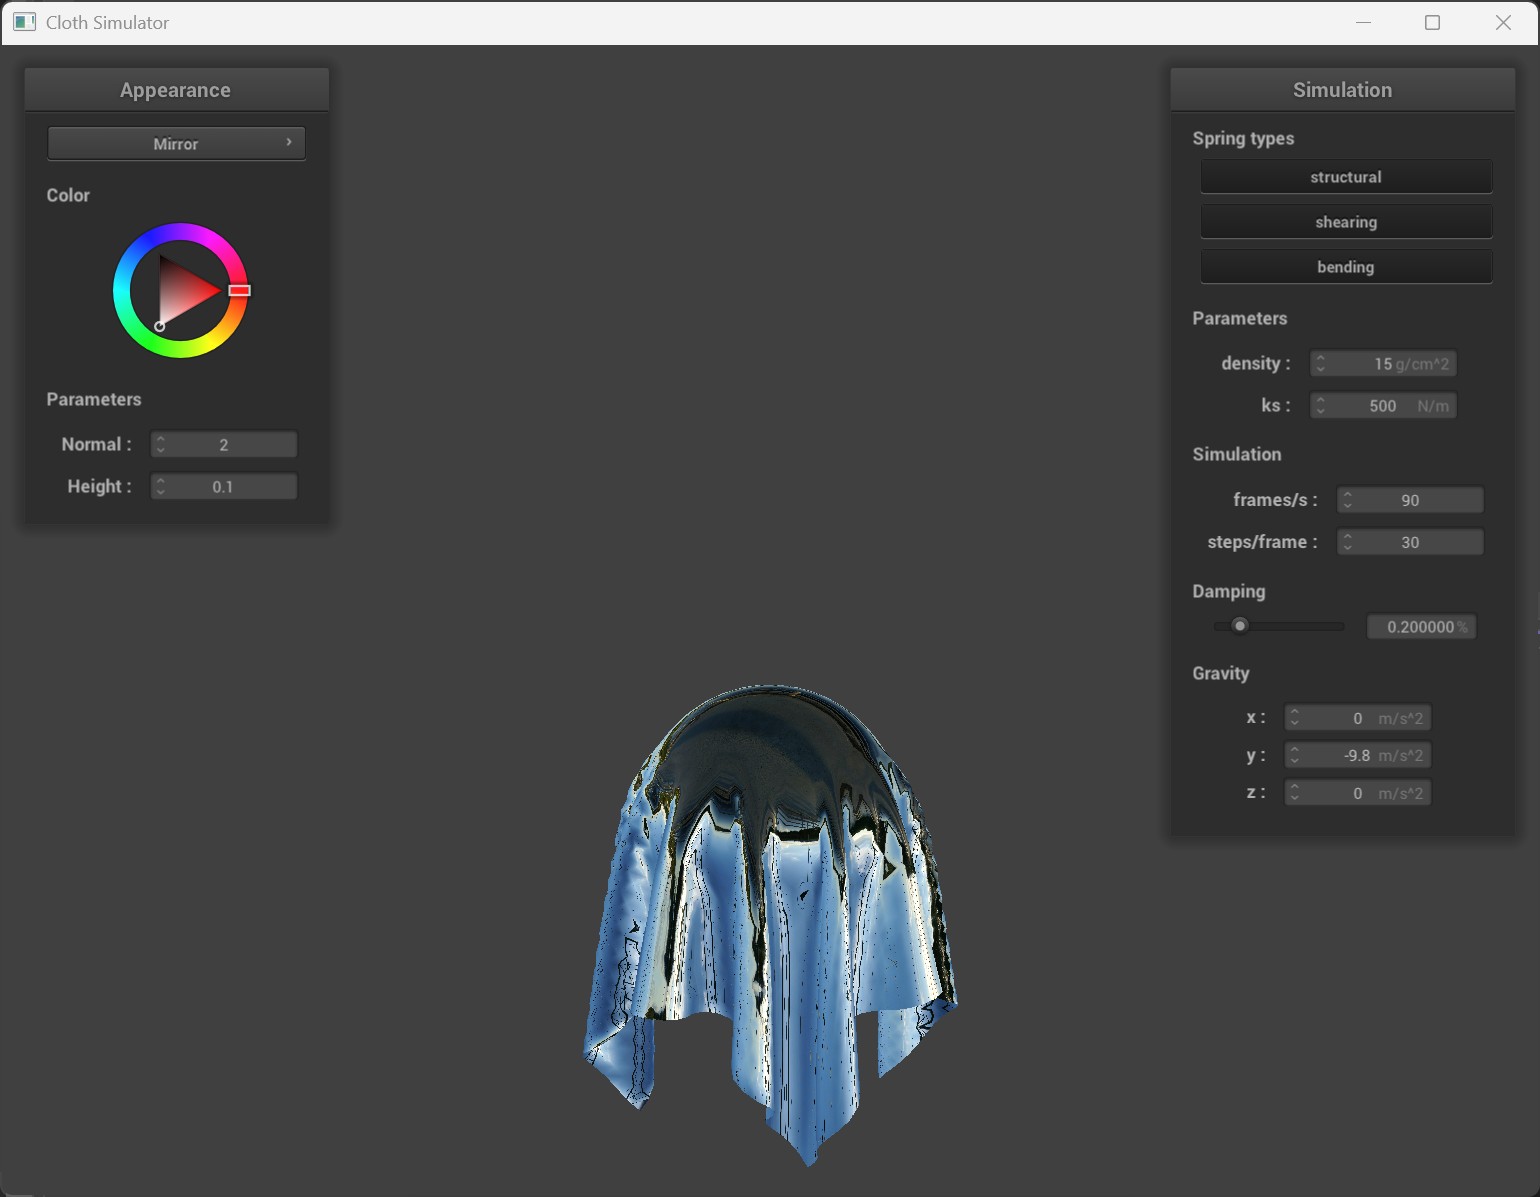 Cloth Simulator
Appearance
Mirror
Color
Parameters
Normal : 2
Height : 0.1
Simulation
Spring types
structural
shearing
bending
Parameters
density : 15 g/cm^2
ks : 500 N/m
Simulation
frames/s : 90
steps/frame : 30
Damping
0.200000 %
Gravity
x : 0 m/s^2
y : -9.8 m/s^2
z : 0 m/s^2